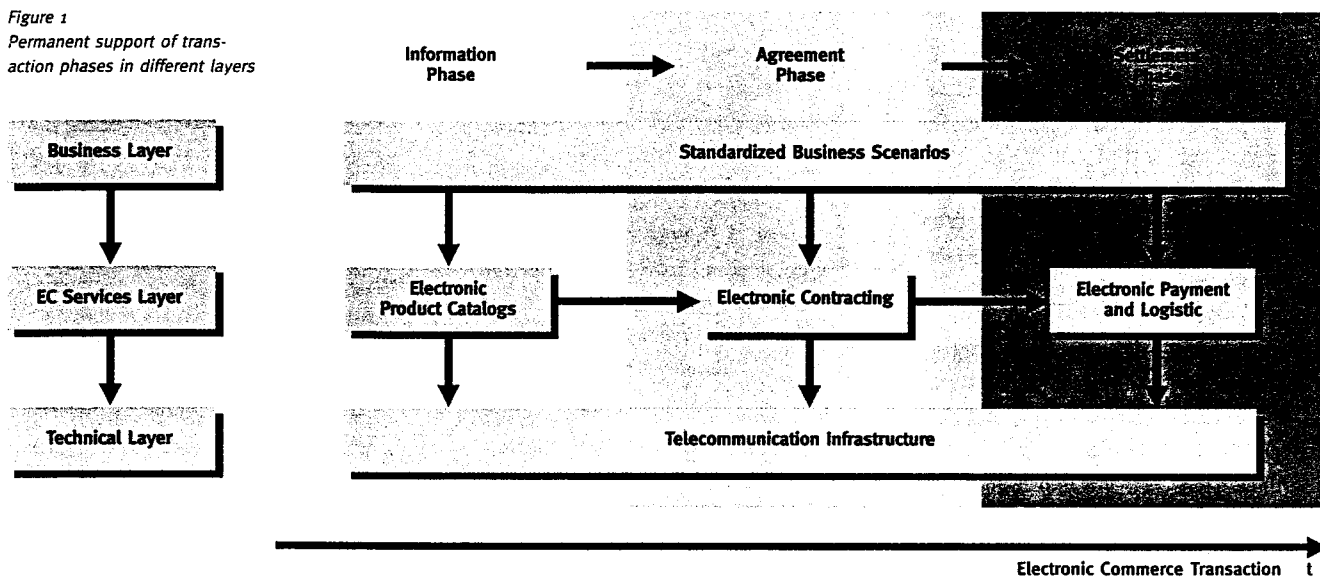 Figure 1
Permanent support of trans-
action phases in different layers
Information
Phase
Agreement
Phase
Settlement
Business Layer
Standardized Business Scenarios
EC Services Layer
Electronic
Product Catalogs
Electronic Contracting
Electronic Payment
and Logistic
Technical Layer
Telecommunication Infrastructure
Electronic Commerce Transaction t